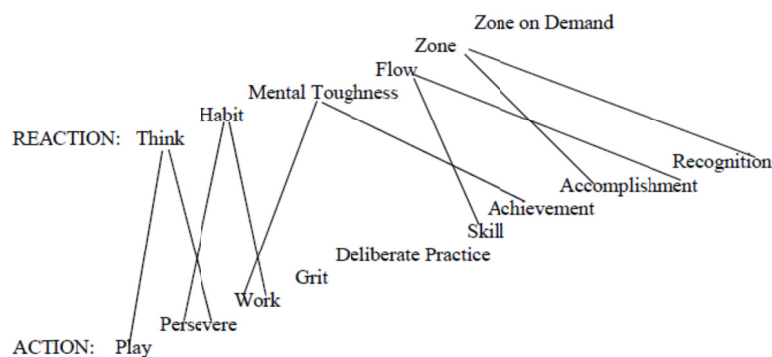 Zone on Demand
Zone
Flow
Mental Toughness
Habit
REACTION: Think
Recognition
Accomplishment
Achievement
Skill
Deliberate Practice
Grit
Work
Persevere
ACTION: Play